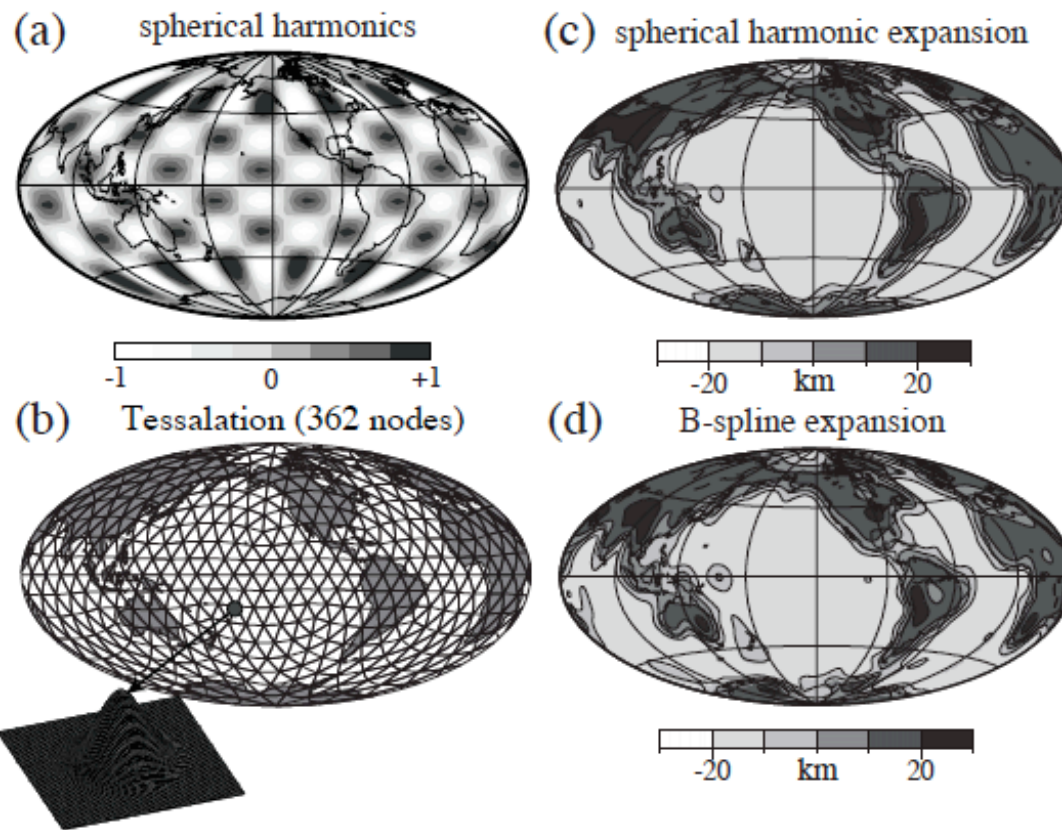 (a) spherical harmonics
-1 0 +1
(b) Tessalation (362 nodes)
(c) spherical harmonic expansion
-20 km 20
(d) B-spline expansion
-20 km 20